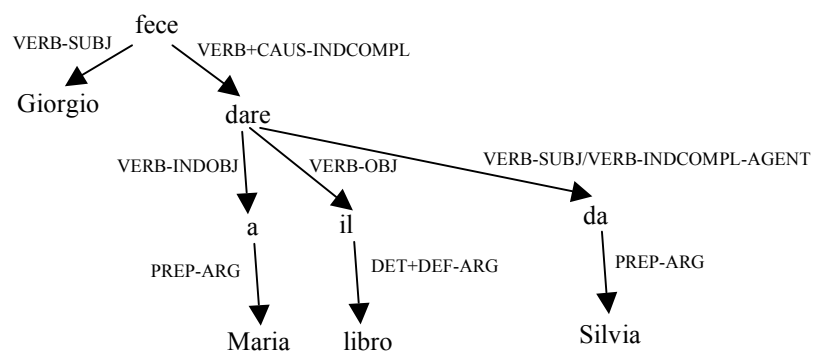 fece
VERB-SUBJ VERB+CAUS-INDCOMPL
Giorgio
dare
VERB-INDOBJ VERB-OBJ VERB-SUBJ/VERB-INDCOMPL-AGENT
a il da
PREP-ARG DET+DEF-ARG PREP-ARG
Maria libro Silvia